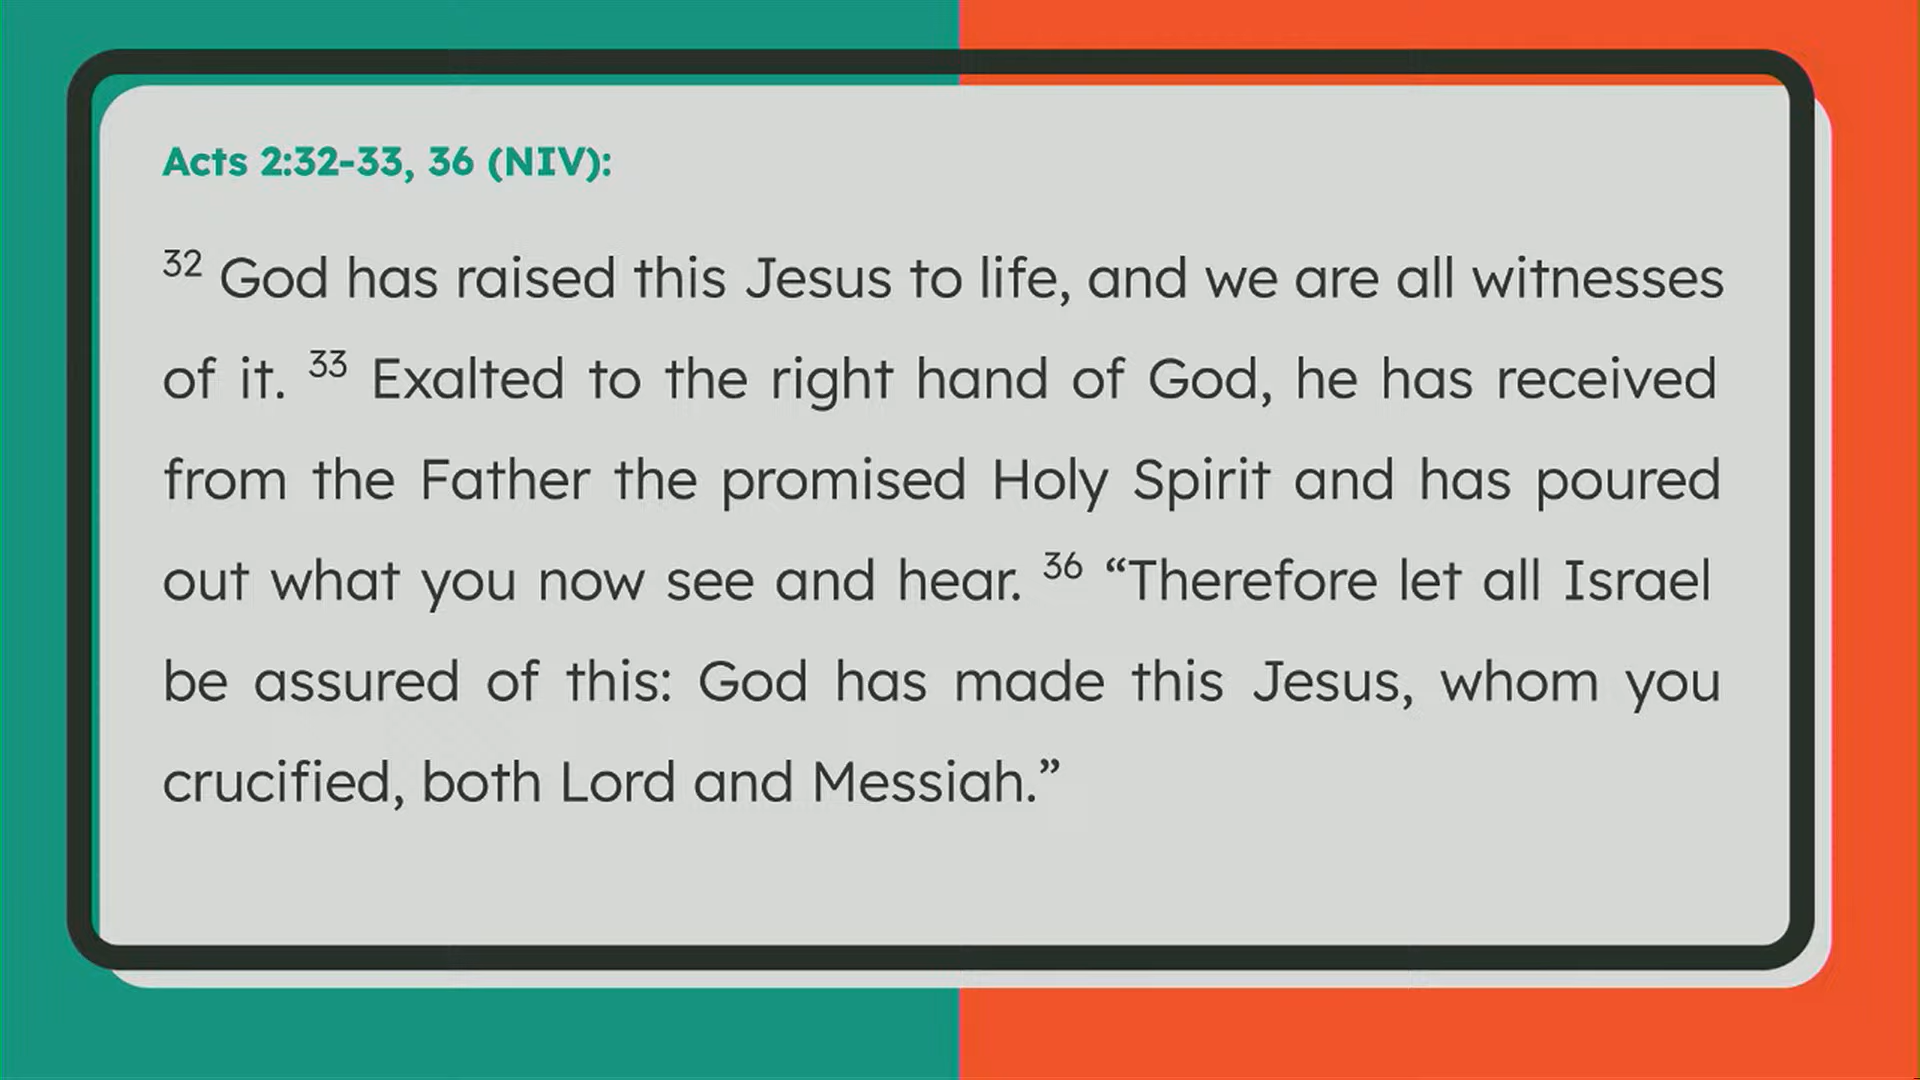 Acts 2:32-33, 36 (NIV):
32 God has raised this Jesus to life, and we are all witnesses
of it. 33 Exalted to the right hand of God, he has received
from the Father the promised Holy Spirit and has poured
out what you now see and hear. 36 “Therefore let all Israel
be assured of this: God has made this Jesus, whom you
crucified, both Lord and Messiah.”